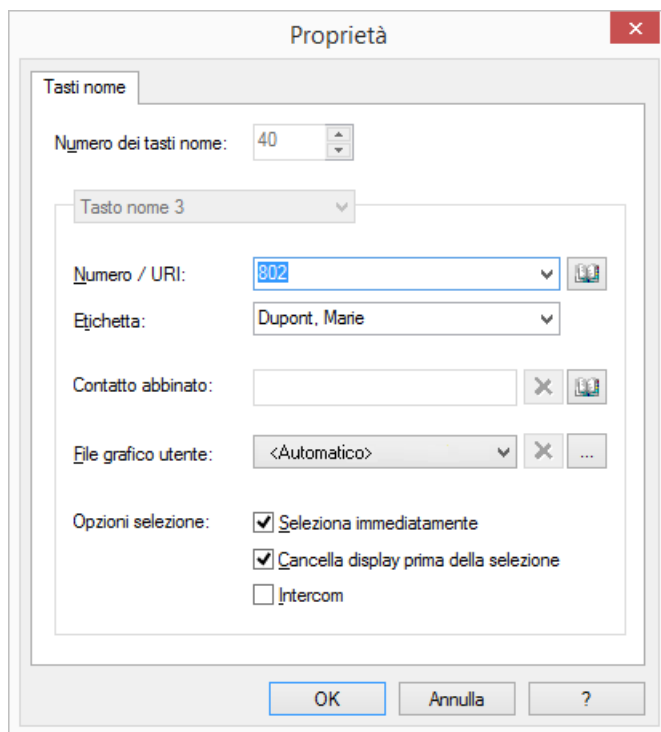 Proprietà
Tasti nome
Numero dei tasti nome: 40
Tasto nome 3
Numero / URI: 802
Etichetta: Dupont, Marie
Contatto abbinato:
File grafico utente: <Automatico> ...
Opzioni selezione: Seleziona immediatamente
Cancella display prima della selezione
Intercom
OK Annulla ?